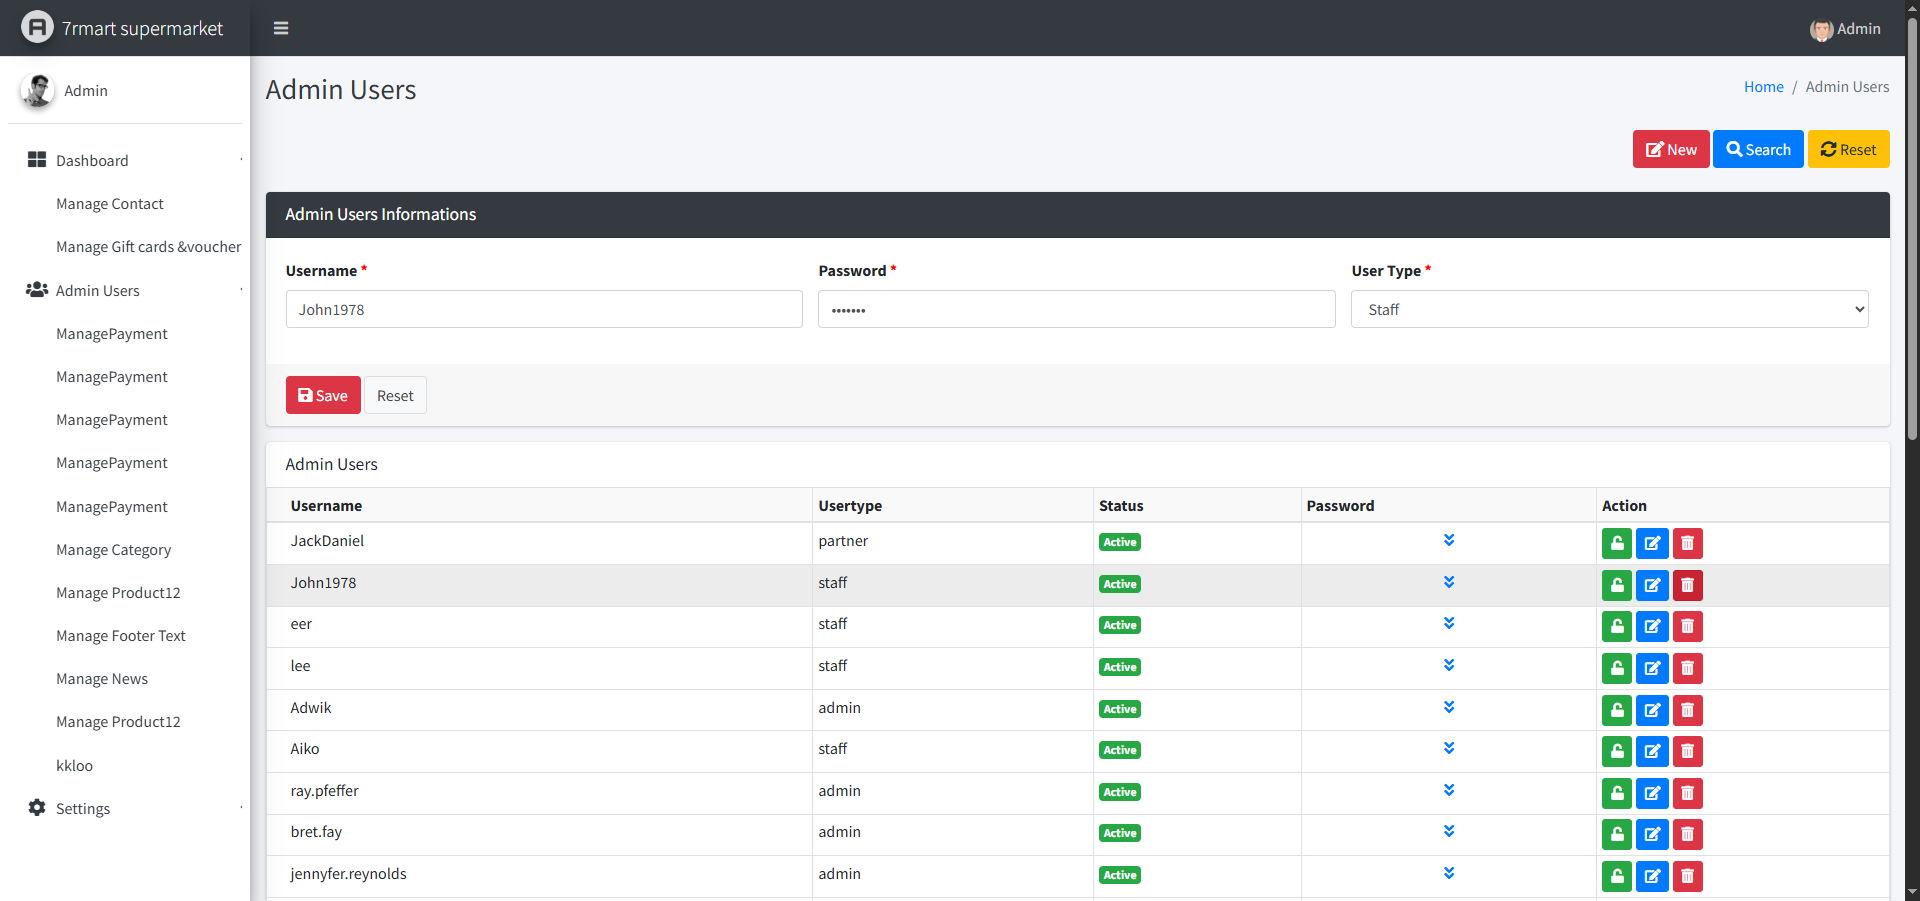 7rmart supermarket
Admin
Admin
Dashboard
Manage Contact
Manage Gift cards &voucher
Admin Users
ManagePayment
ManagePayment
ManagePayment
ManagePayment
ManagePayment
Manage Category
Manage Product12
Manage Footer Text
Manage News
Manage Product12
kkloo
Settings
Admin Users
Home / Admin Users
New Search Reset
Admin Users Informations
Username * Password * User Type *
John1978 ••••••• Staff
Save Reset
Admin Users
Username Usertype Status Password Action
JackDaniel partner Active
John1978 staff Active
eer staff Active
lee staff Active
Adwik admin Active
Aiko staff Active
ray.pfeffer admin Active
bret.fay admin Active
jennyfer.reynolds admin Active